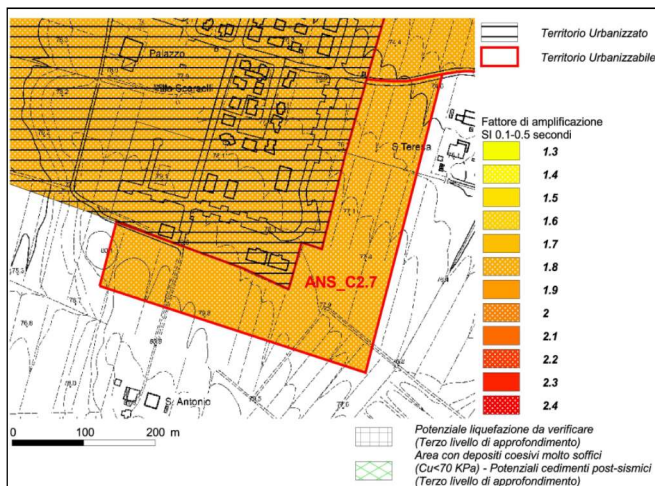 Palazzo
Villa Scarselli
S. Teresa
ANS_C2.7
S. Antonio
0 100 200 m
Territorio Urbanizzato
Territorio Urbanizzabile
Fattore di amplificazione
SI 0.1-0.5 secondi
1.3
1.4
1.5
1.6
1.7
1.8
1.9
2
2.1
2.2
2.3
2.4
Potenziale liquefazione da verificare
(Terzo livello di approfondimento)
Area con depositi coesivi molto soffici
(Cu<70 KPa) - Potenziali cedimenti post-sismici
(Terzo livello di approfondimento)